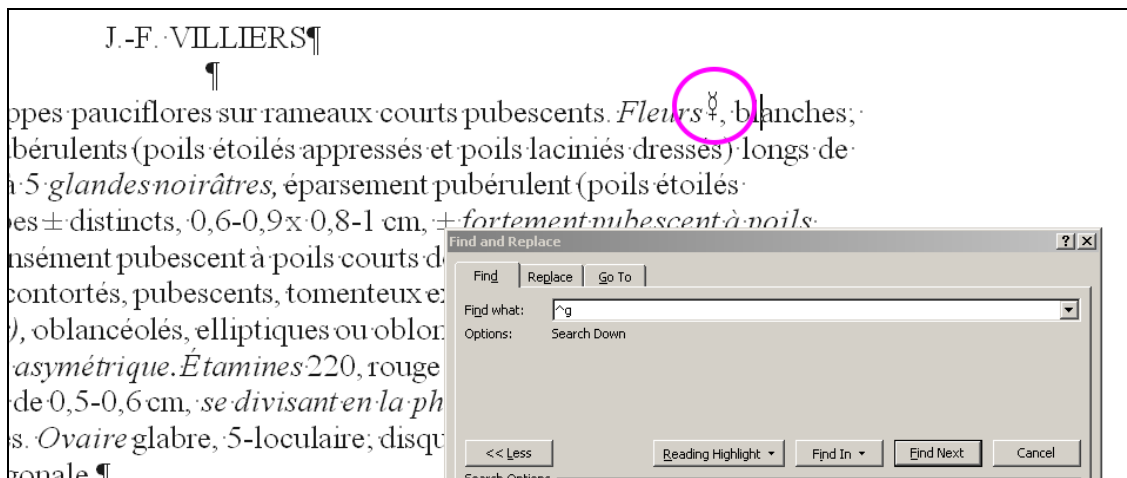 J.-F. VILLIERS¶
¶
ppes pauciflores sur rameaux courts pubescents. Fleurs ☿, blanches;
bérulents (poils étoilés appressés et poils laciniés dressés) longs de
à 5 glandes noirâtres, éparsement pubérulent (poils étoilés
es ± distincts, 0,6-0,9 x 0,8-1 cm, ± fortement pubescent à poils
nsément pubescent à poils courts d
contortés, pubescents, tomenteux e
), oblancéolés, elliptiques ou oblon
asymétrique. Étamines 220, rouge
de 0,5-0,6 cm, se divisant en la ph
s. Ovaire glabre, 5-loculaire; disqu
gonale.¶
Find and Replace
Find Replace Go To
Find what: ^g
Options: Search Down
<< Less Reading Highlight Find In Find Next Cancel
Search Options